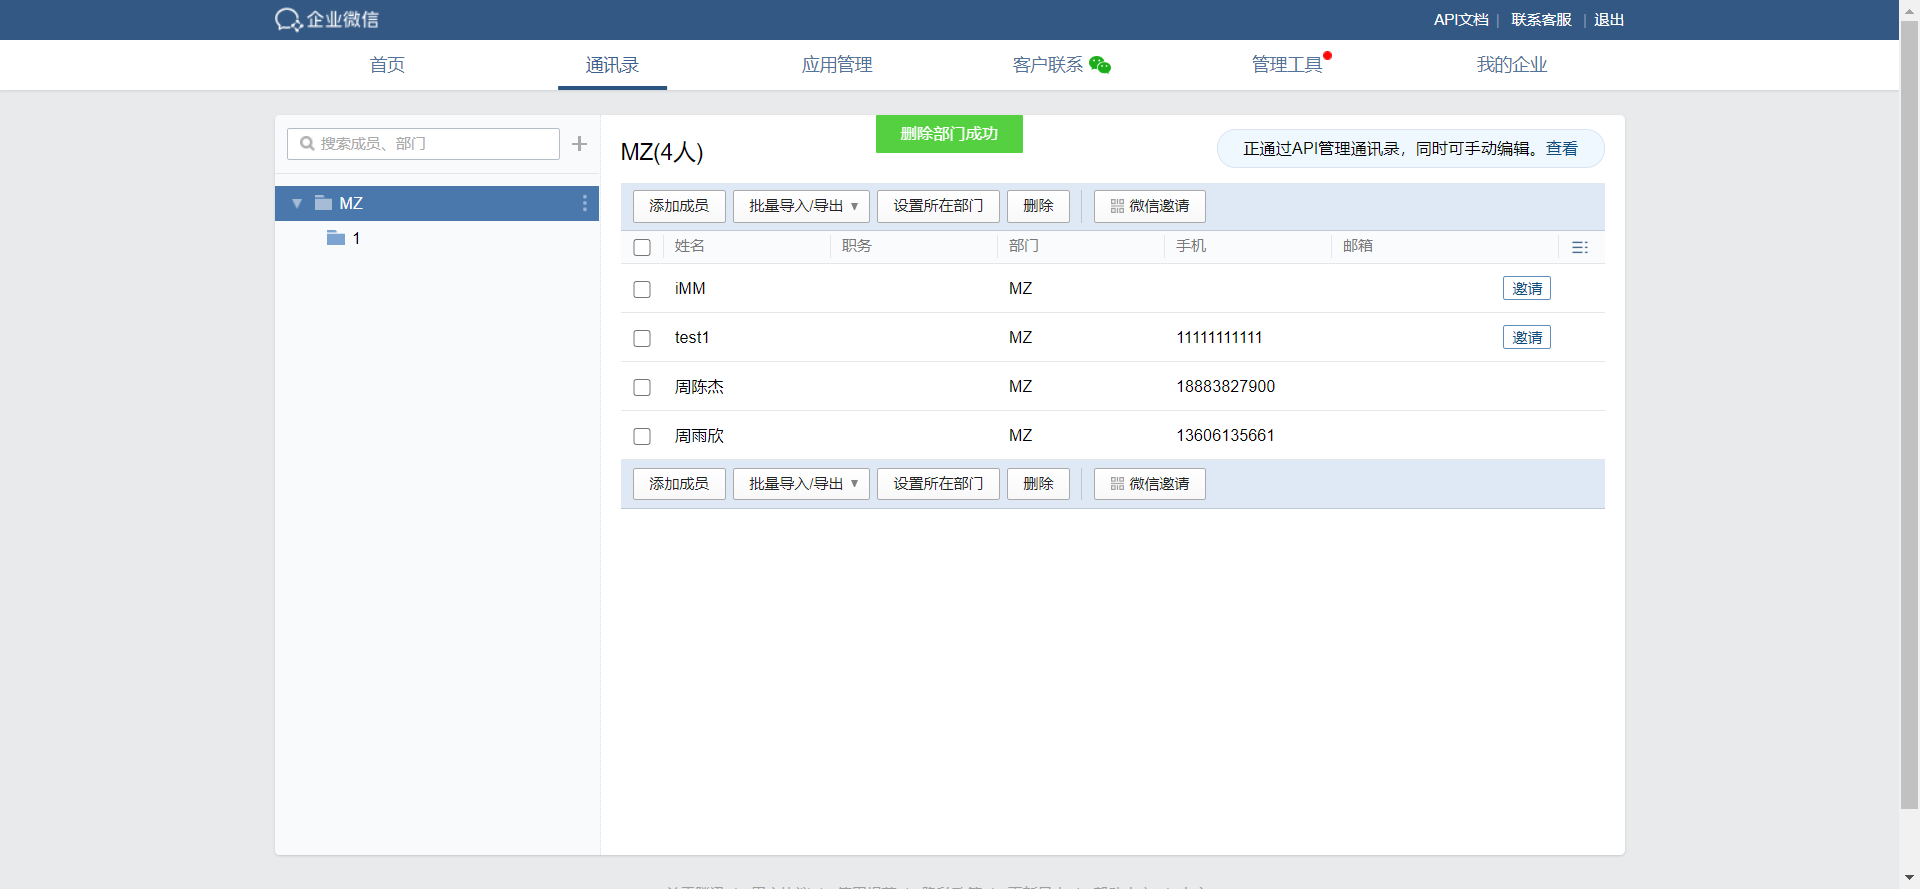 企业微信
API文档 | 联系客服 | 退出
首页 通讯录 应用管理 客户联系 管理工具 我的企业
搜索成员、部门
MZ
1
删除部门成功
MZ(4人)
正通过API管理通讯录，同时可手动编辑。查看
添加成员 批量导入/导出 设置所在部门 删除 微信邀请
姓名 职务 部门 手机 邮箱
iMM MZ 邀请
test1 MZ 11111111111 邀请
周陈杰 MZ 18883827900
周雨欣 MZ 13606135661
添加成员 批量导入/导出 设置所在部门 删除 微信邀请